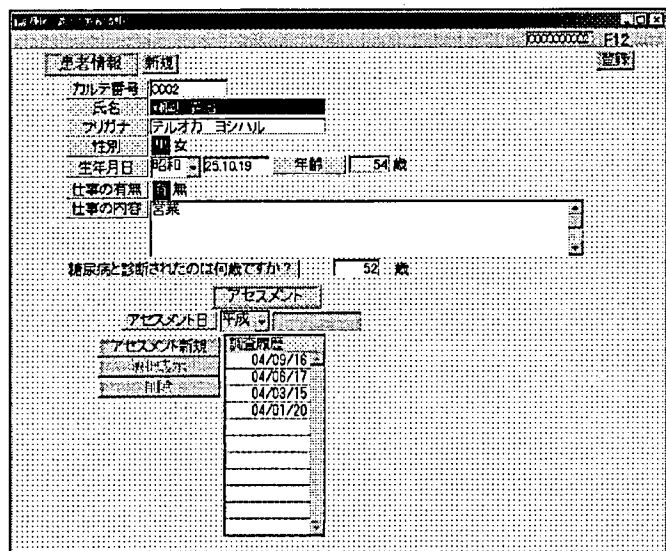 0000000002 F12
患者情報 新規 登録
カルテ番号 0002
氏名
フリガナ テルオカ ヨシハル
性別 男 女
生年月日 昭和 25.10.19 年齢 54 歳
仕事の有無 有 無
仕事の内容 営業
糖尿病と診断されたのは何歳ですか? 52 歳
アセスメント
アセスメント日 平成
アセスメント新規 調査履歴
選択表示 04/09/16
削除 04/06/17
04/03/15
04/01/20